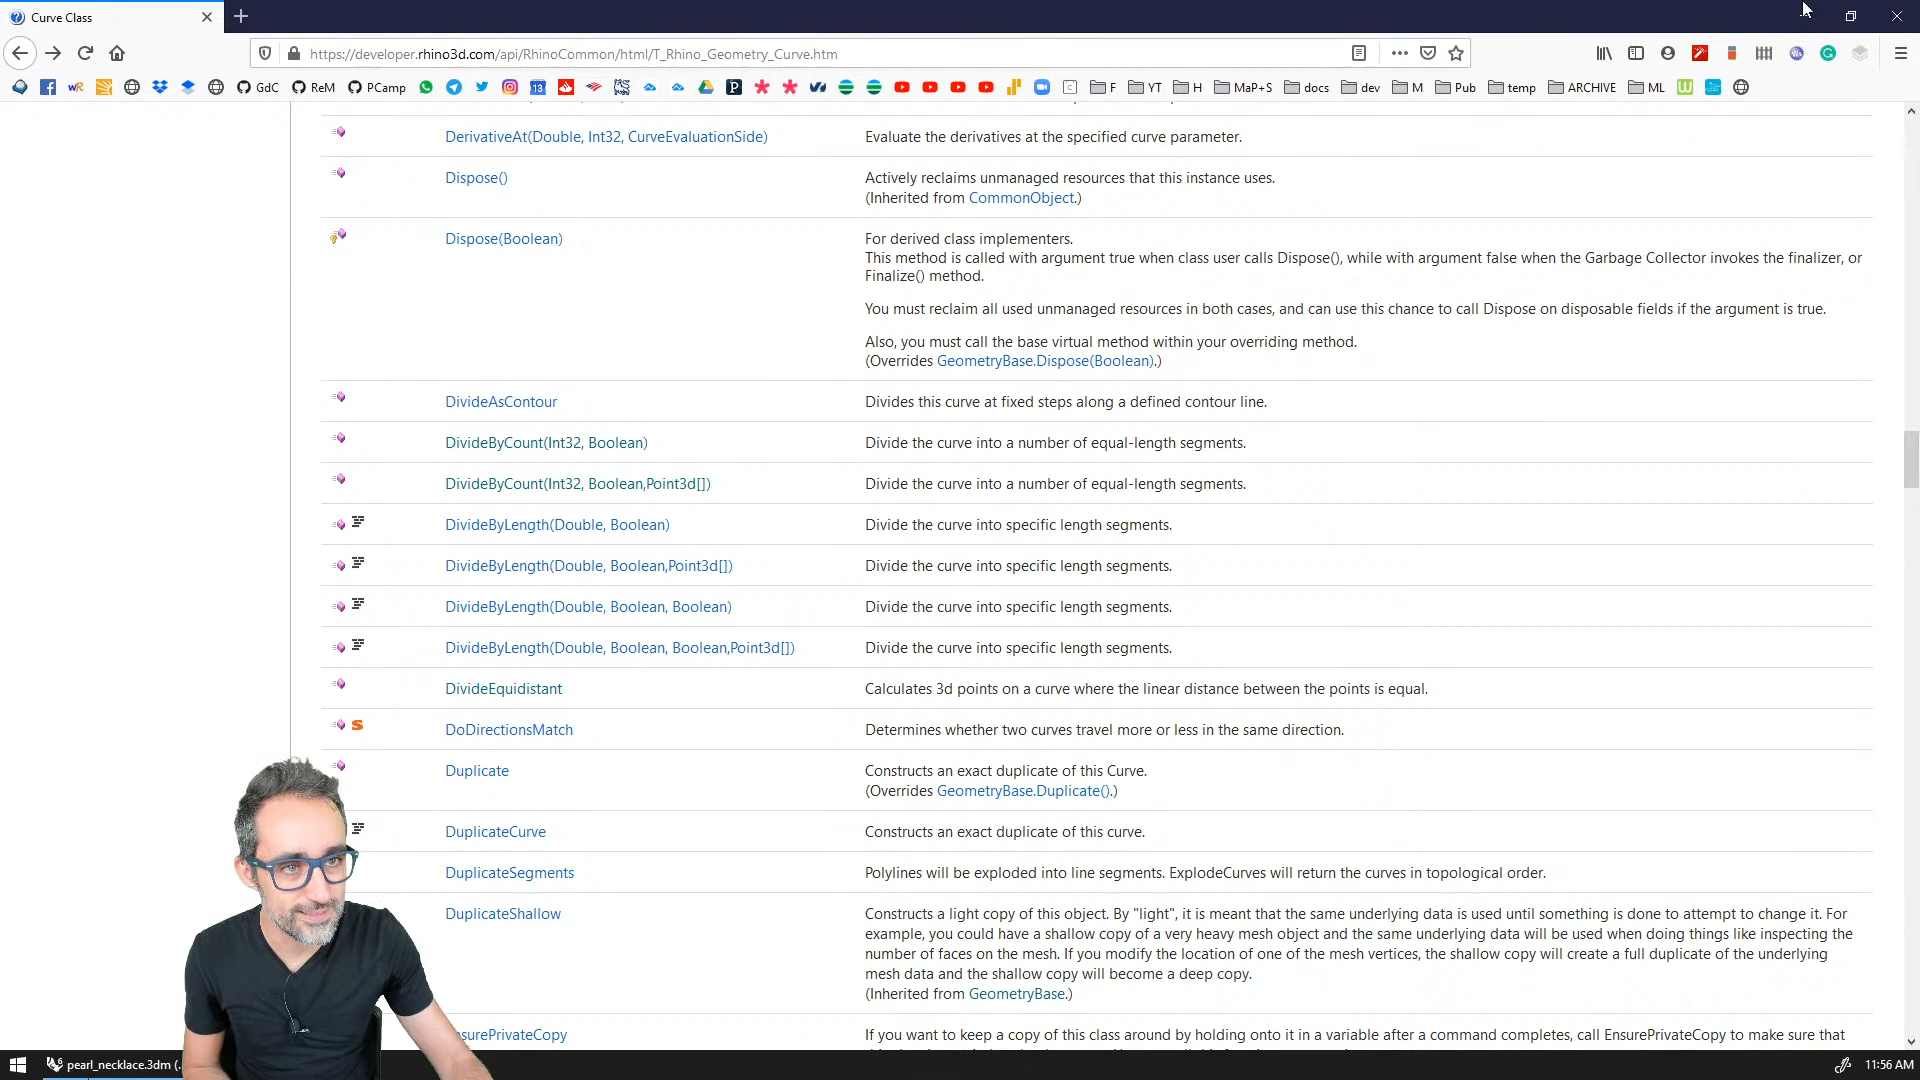 Curve Class
https://developer.rhino3d.com/api/RhinoCommon/html/T_Rhino_Geometry_Curve.htm
GdC ReM PCamp 13 F YT H MaP+S docs dev M Pub temp ARCHIVE ML
DerivativeAt(Double, Int32, CurveEvaluationSide) Evaluate the derivatives at the specified curve parameter.
Dispose() Actively reclaims unmanaged resources that this instance uses.
(Inherited from CommonObject.)
Dispose(Boolean) For derived class implementers.
This method is called with argument true when class user calls Dispose(), while with argument false when the Garbage Collector invokes the finalizer, or
Finalize() method.
You must reclaim all used unmanaged resources in both cases, and can use this chance to call Dispose on disposable fields if the argument is true.
Also, you must call the base virtual method within your overriding method.
(Overrides GeometryBase.Dispose(Boolean).)
DivideAsContour Divides this curve at fixed steps along a defined contour line.
DivideByCount(Int32, Boolean) Divide the curve into a number of equal-length segments.
DivideByCount(Int32, Boolean,Point3d[]) Divide the curve into a number of equal-length segments.
DivideByLength(Double, Boolean) Divide the curve into specific length segments.
DivideByLength(Double, Boolean,Point3d[]) Divide the curve into specific length segments.
DivideByLength(Double, Boolean, Boolean) Divide the curve into specific length segments.
DivideByLength(Double, Boolean, Boolean,Point3d[]) Divide the curve into specific length segments.
DivideEquidistant Calculates 3d points on a curve where the linear distance between the points is equal.
S DoDirectionsMatch Determines whether two curves travel more or less in the same direction.
Duplicate Constructs an exact duplicate of this Curve.
(Overrides GeometryBase.Duplicate().)
DuplicateCurve Constructs an exact duplicate of this curve.
DuplicateSegments Polylines will be exploded into line segments. ExplodeCurves will return the curves in topological order.
DuplicateShallow Constructs a light copy of this object. By "light", it is meant that the same underlying data is used until something is done to attempt to change it. For
example, you could have a shallow copy of a very heavy mesh object and the same underlying data will be used when doing things like inspecting the
number of faces on the mesh. If you modify the location of one of the mesh vertices, the shallow copy will create a full duplicate of the underlying
mesh data and the shallow copy will become a deep copy.
(Inherited from GeometryBase.)
nsurePrivateCopy If you want to keep a copy of this class around by holding onto it in a variable after a command completes, call EnsurePrivateCopy to make sure that
pearl_necklace.3dm (. 11:56 AM